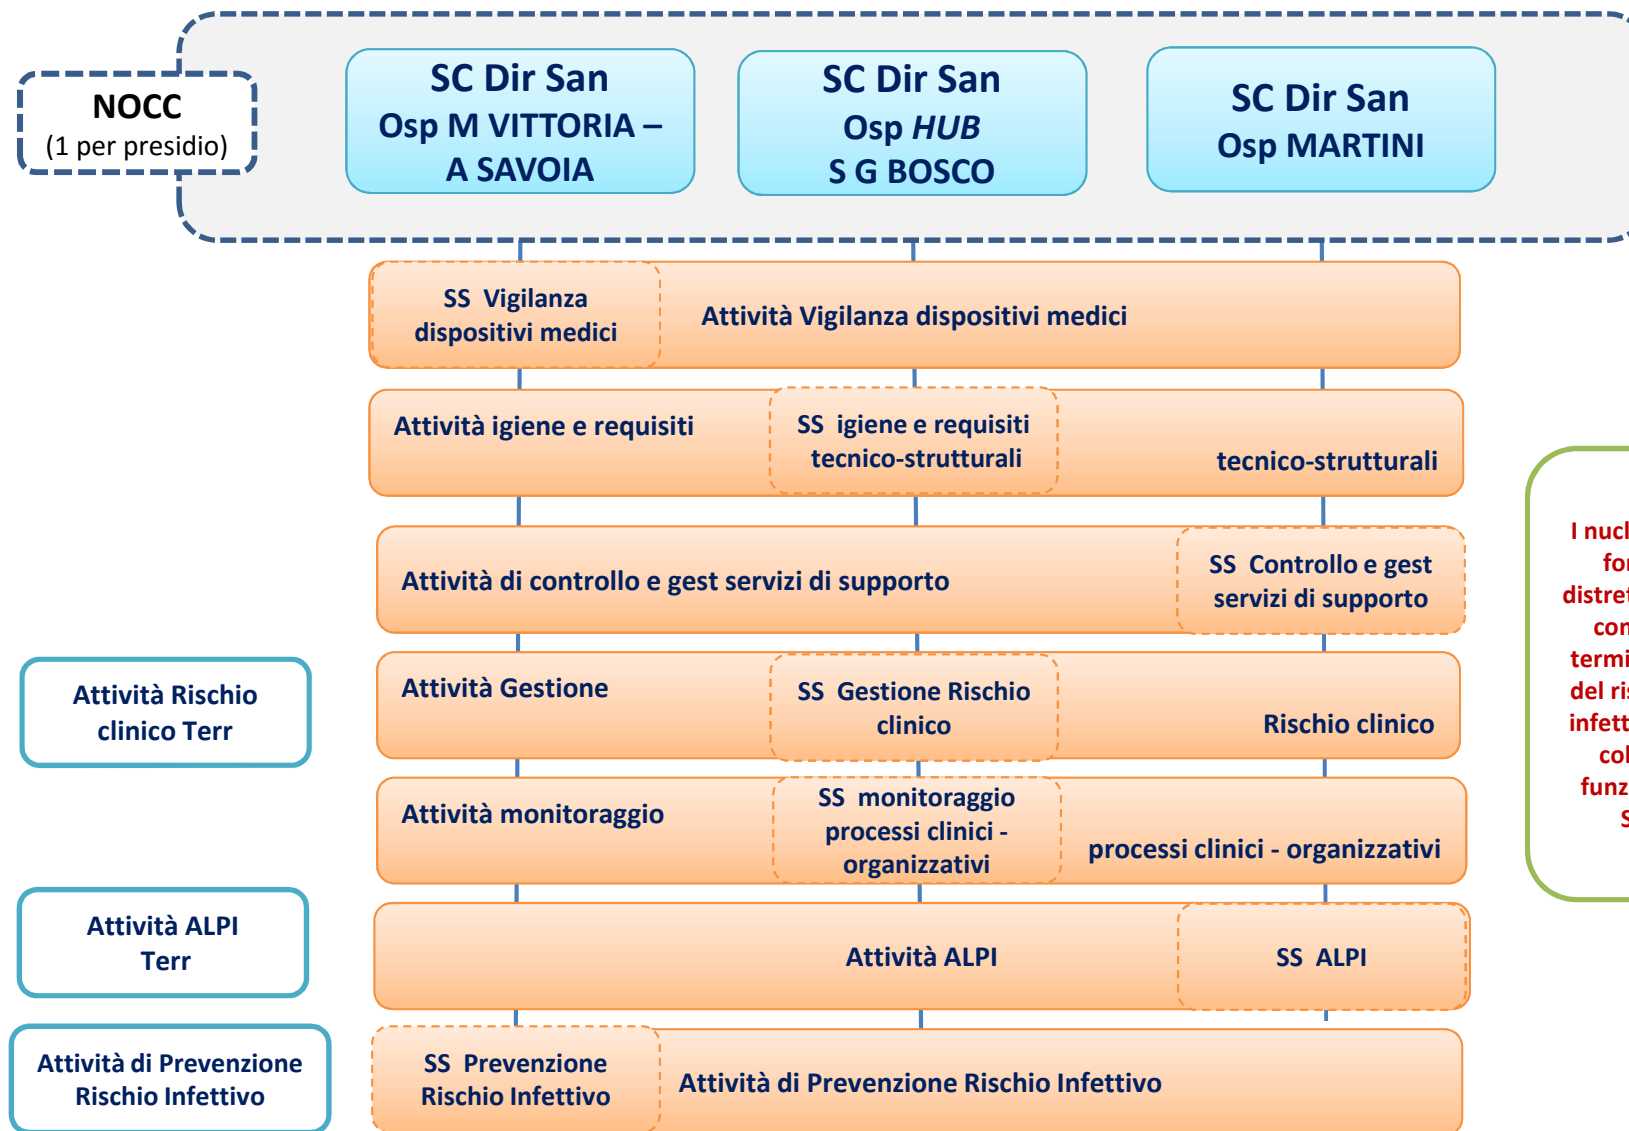 NOCC
(1 per presidio)
SC Dir San
Osp M VITTORIA –
A SAVOIA
SC Dir San
Osp HUB
S G BOSCO
SC Dir San
Osp MARTINI
SS Vigilanza
dispositivi medici
Attività Vigilanza dispositivi medici
Attività igiene e requisiti
SS igiene e requisiti
tecnico-strutturali
tecnico-strutturali
Attività di controllo e gest servizi di supporto
SS Controllo e gest
servizi di supporto
Attività Rischio
clinico Terr
Attività Gestione
SS Gestione Rischio
clinico
Rischio clinico
Attività monitoraggio
SS monitoraggio
processi clinici -
organizzativi
processi clinici - organizzativi
Attività ALPI
Terr
Attività ALPI
SS ALPI
Attività di Prevenzione
Rischio Infettivo
SS Prevenzione
Rischio Infettivo
Attività di Prevenzione Rischio Infettivo
I
del